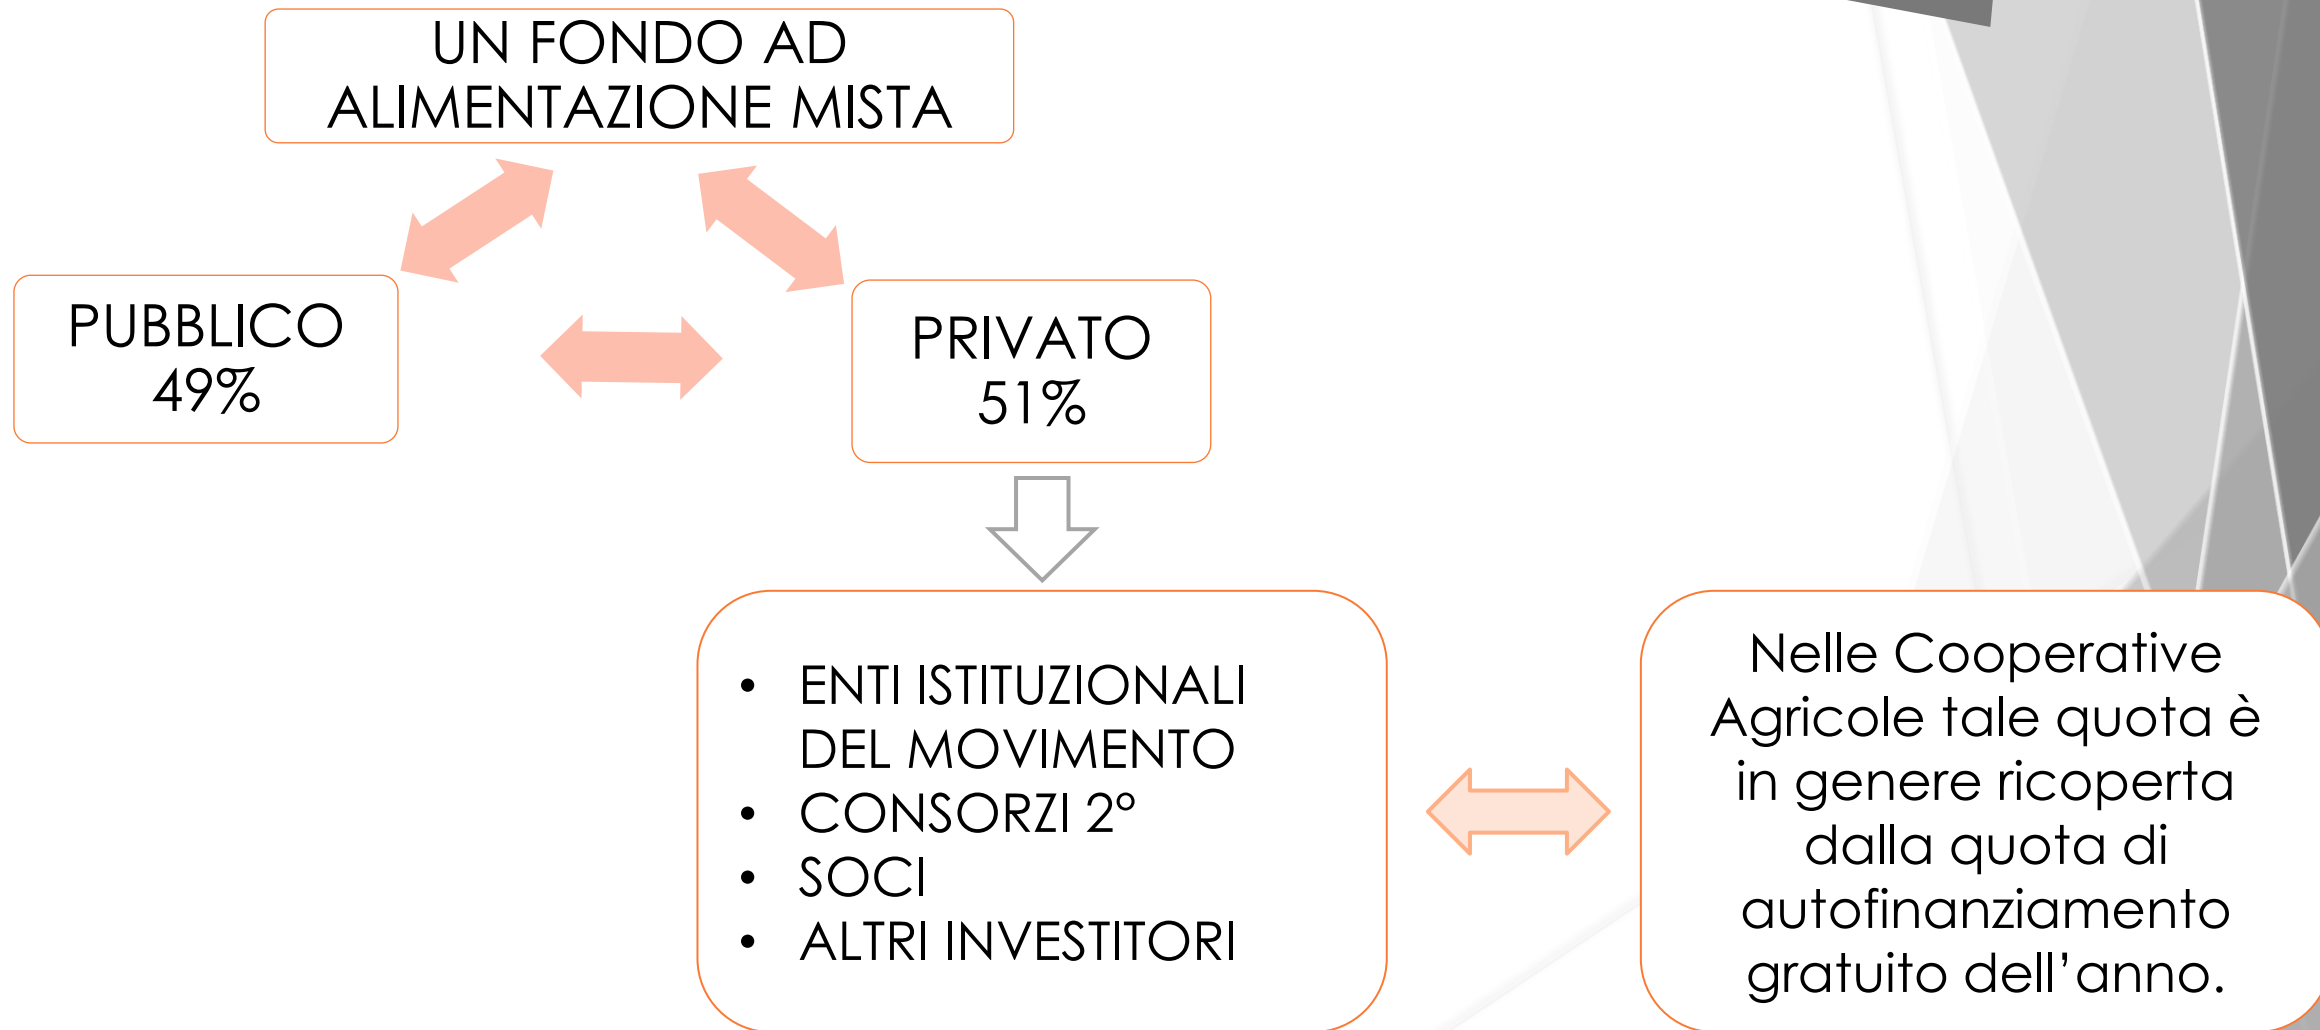 UN FONDO AD
ALIMENTAZIONE MISTA
PUBBLICO
49%
PRIVATO
51%
• ENTI ISTITUZIONALI
DEL MOVIMENTO
• CONSORZI 2°
• SOCI
• ALTRI INVESTITORI
Nelle Cooperative
Agricole tale quota è
in genere ricoperta
dalla quota di
autofinanziamento
gratuito dell’anno.